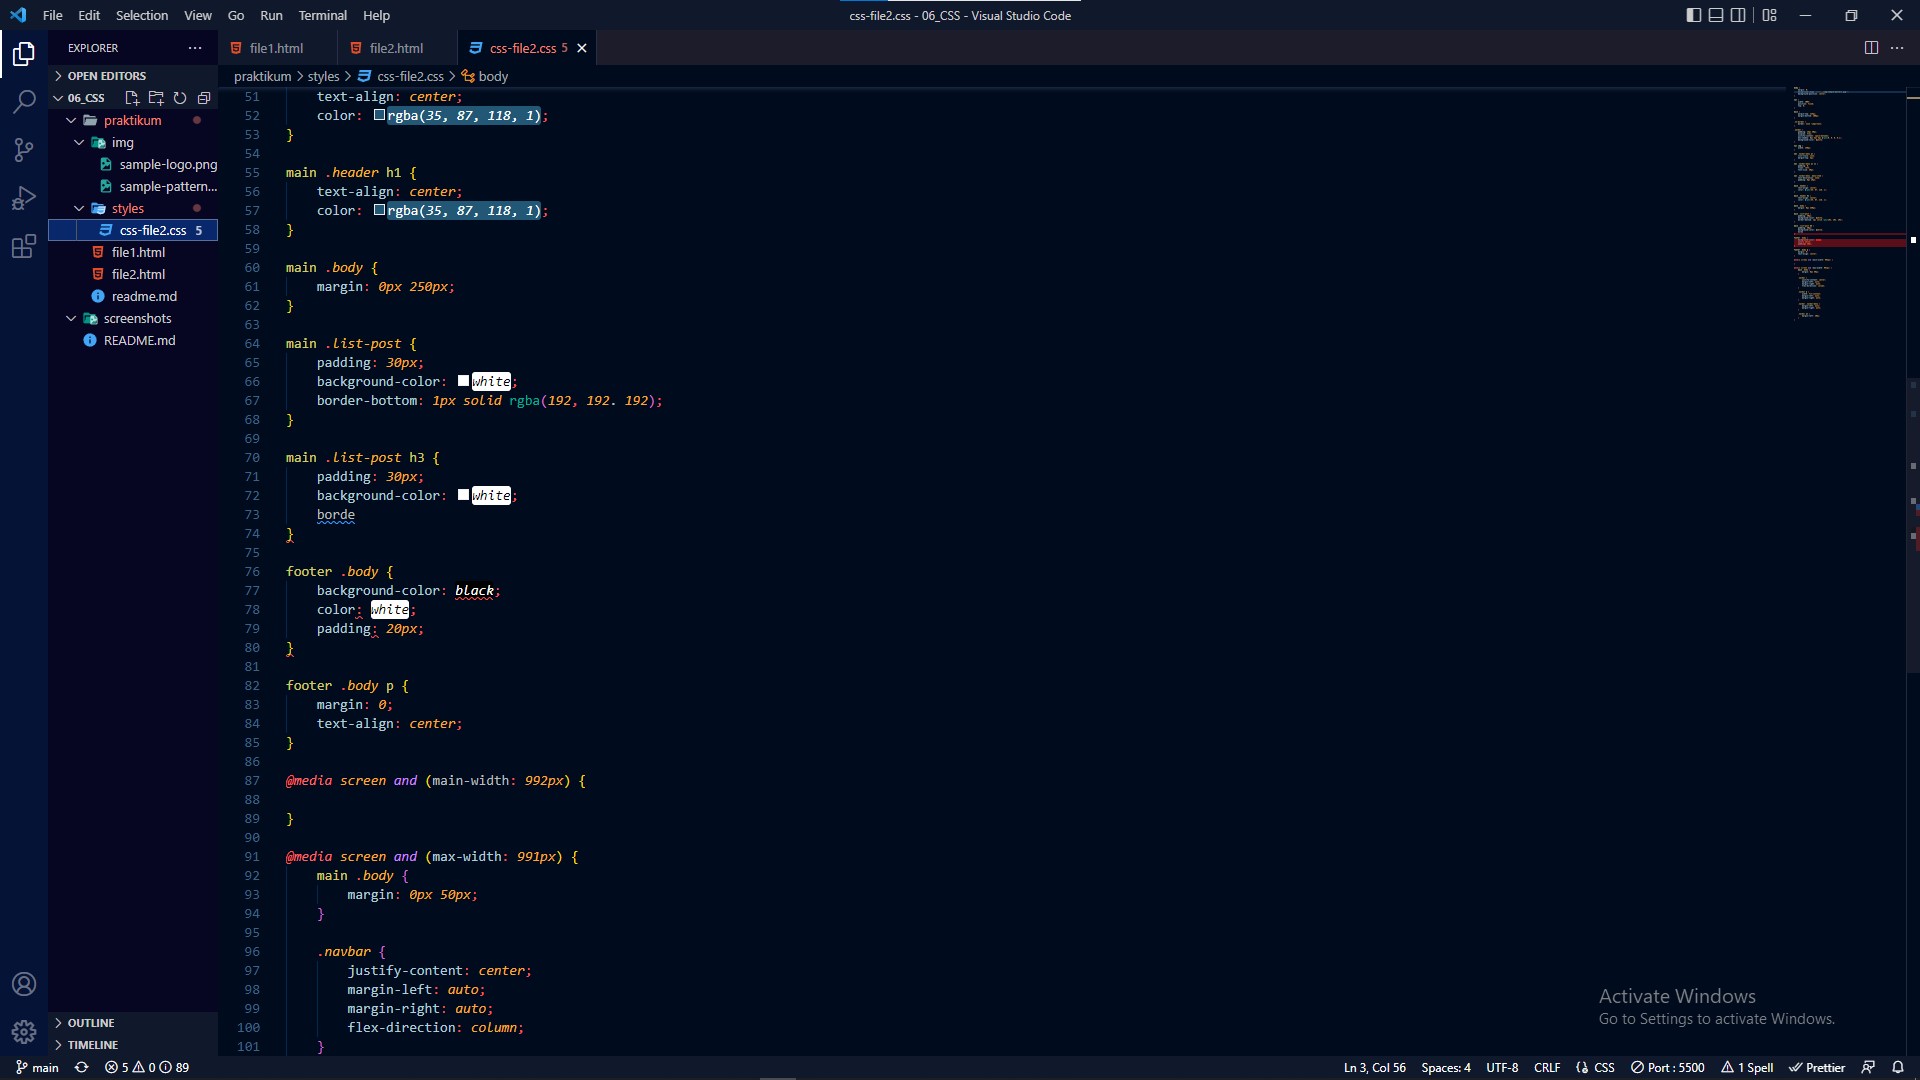 File Edit Selection View Go Run Terminal Help
css-file2.css - 06_CSS - Visual Studio Code
EXPLORER
OPEN EDITORS
06_CSS
praktikum
img
sample-logo.png
sample-pattern...
styles
css-file2.css 5
file1.html
file2.html
readme.md
screenshots
README.md
OUTLINE
TIMELINE
file1.html file2.html css-file2.css 5
praktikum > styles > css-file2.css > body
51 text-align: center;
52 color: rgba(35, 87, 118, 1);
53 }
54
55 main .header h1 {
56 text-align: center;
57 color: rgba(35, 87, 118, 1);
58 }
59
60 main .body {
61 margin: 0px 250px;
62 }
63
64 main .list-post {
65 padding: 30px;
66 background-color: white;
67 border-bottom: 1px solid rgba(192, 192. 192);
68 }
69
70 main .list-post h3 {
71 padding: 30px;
72 background-color: white;
73 borde
74 }
75
76 footer .body {
77 background-color: black;
78 color: white;
79 padding: 20px;
80 }
81
82 footer .body p {
83 margin: 0;
84 text-align: center;
85 }
86
87 @media screen and (main-width: 992px) {
88
89 }
90
91 @media screen and (max-width: 991px) {
92 main .body {
93 margin: 0px 50px;
94 }
95
96 .navbar {
97 justify-content: center;
98 margin-left: auto;
99 margin-right: auto;
100 flex-direction: column;
101 }
Activate Windows
Go to Settings to activate Windows.
main 5 0 89 Ln 3, Col 56 Spaces: 4 UTF-8 CRLF CSS Port : 5500 1 Spell Prettier